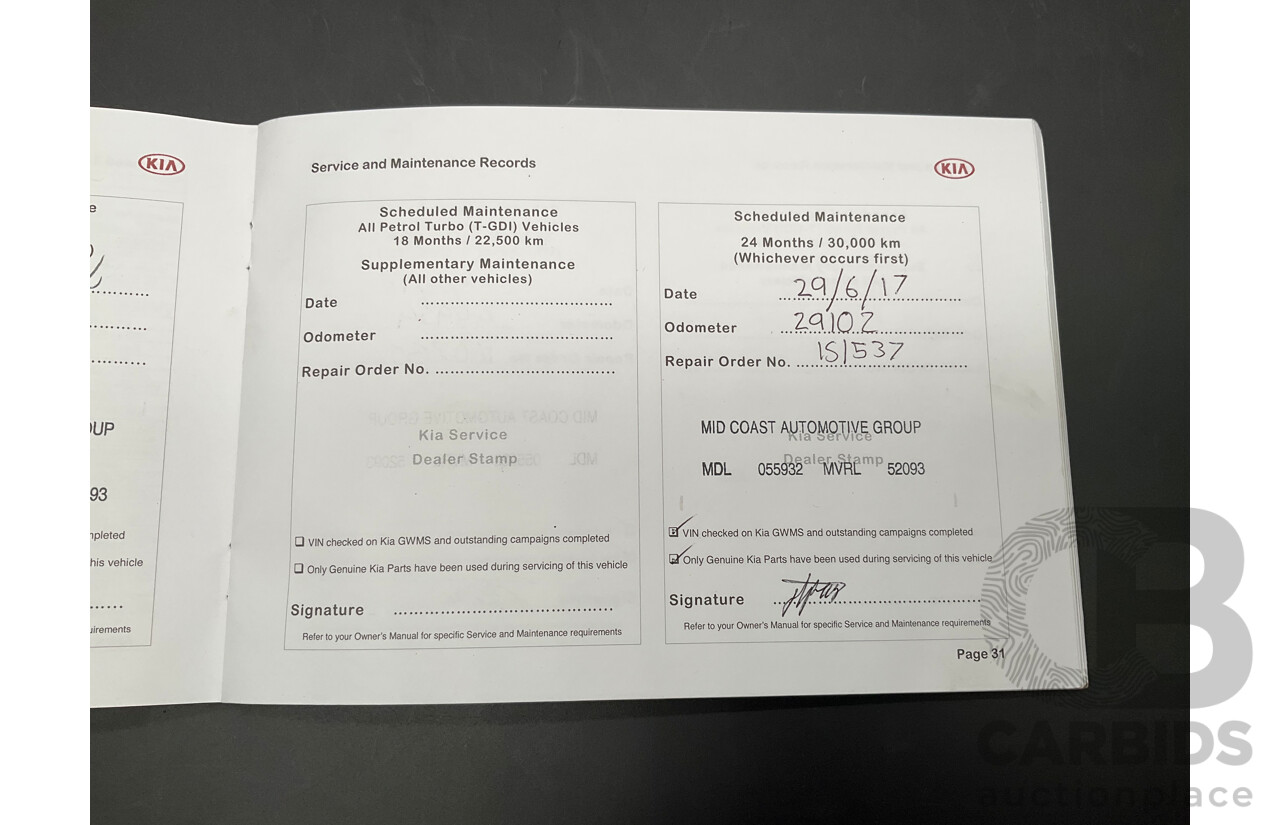 KIA
e
UP
93
mpleted
his vehicle
uirements
Service and Maintenance Records
KIA
Scheduled Maintenance
All Petrol Turbo (T-GDI) Vehicles
18 Months / 22,500 km
Supplementary Maintenance
(All other vehicles)
Date
Odometer
Repair Order No.
Kia Service
Dealer Stamp
VIN checked on Kia GWMS and outstanding campaigns completed
Only Genuine Kia Parts have been used during servicing of this vehicle
Signature
Refer to your Owner's Manual for specific Service and Maintenance requirements
Scheduled Maintenance
24 Months / 30,000 km
(Whichever occurs first)
Date 29/6/17
Odometer 29102
Repair Order No. 151537
MID COAST AUTOMOTIVE GROUP
Kia Service
Dealer Stamp
MDL 055932 MVRL 52093
VIN checked on Kia GWMS and outstanding campaigns completed
Only Genuine Kia Parts have been used during servicing of this vehicle
Signature
Refer to your Owner's Manual for specific Service and Maintenance requirements
Page 31
CARBIDS
auctionplace